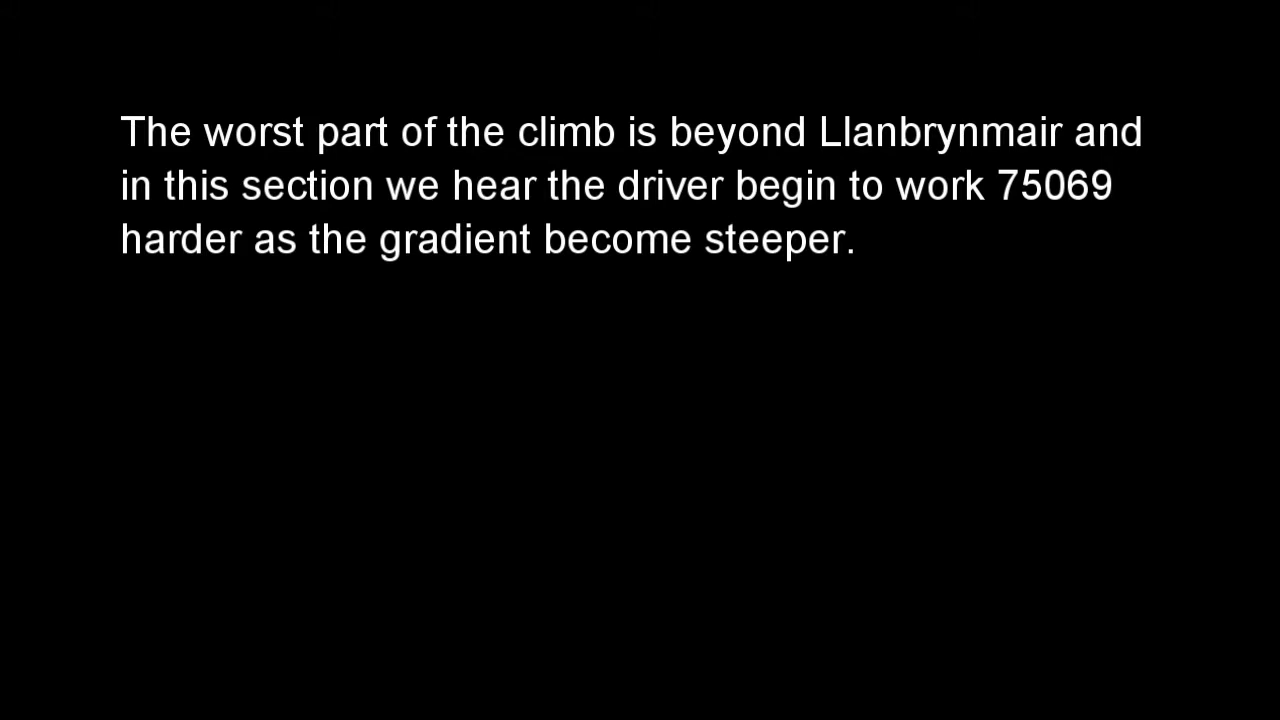 The worst part of the climb is beyond Llanbrynmair and
in this section we hear the driver begin to work 75069
harder as the gradient become steeper.